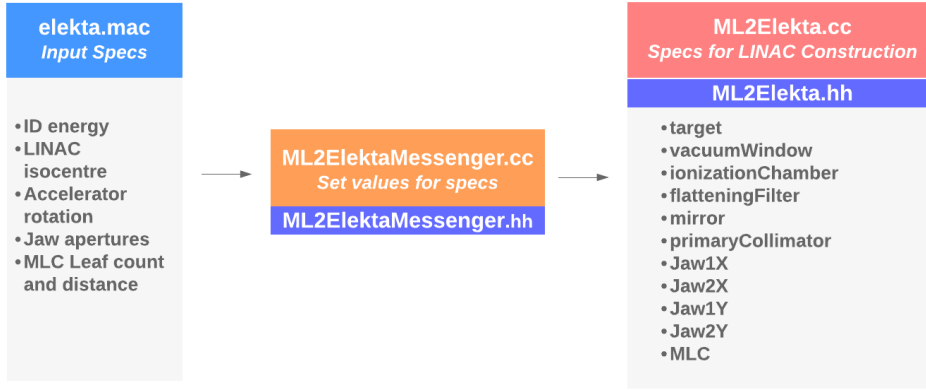 elekta.mac
Input Specs
•ID energy
•LINAC
isocentre
•Accelerator
rotation
•Jaw apertures
•MLC Leaf count
and distance
ML2ElektaMessenger.cc
Set values for specs
ML2ElektaMessenger.hh
ML2Elekta.cc
Specs for LINAC Construction
ML2Elekta.hh
•target
•vacuumWindow
•ionizationChamber
•flatteningFilter
•mirror
•primaryCollimator
•Jaw1X
•Jaw2X
•Jaw1Y
•Jaw2Y
•MLC